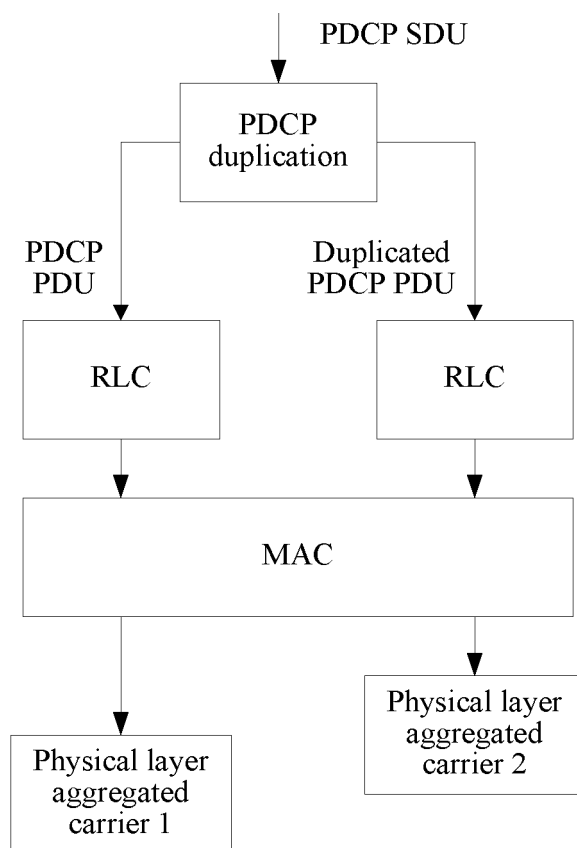 PDCP SDU
PDCP
duplication
PDCP
PDU
Duplicated
PDCP PDU
RLC
RLC
MAC
Physical layer
aggregated
carrier 1
Physical layer
aggregated
carrier 2